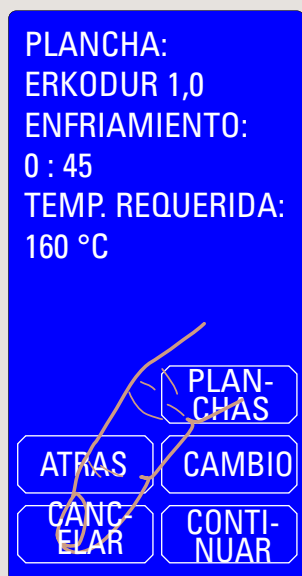 PLANCHA:
ERKODUR 1,0
ENFRIAMIENTO:
0 : 45
TEMP. REQUERIDA:
160 °C
PLAN-
CHAS
ATRAS
CAMBIO
CANC-
ELAR
CONTI-
NUAR